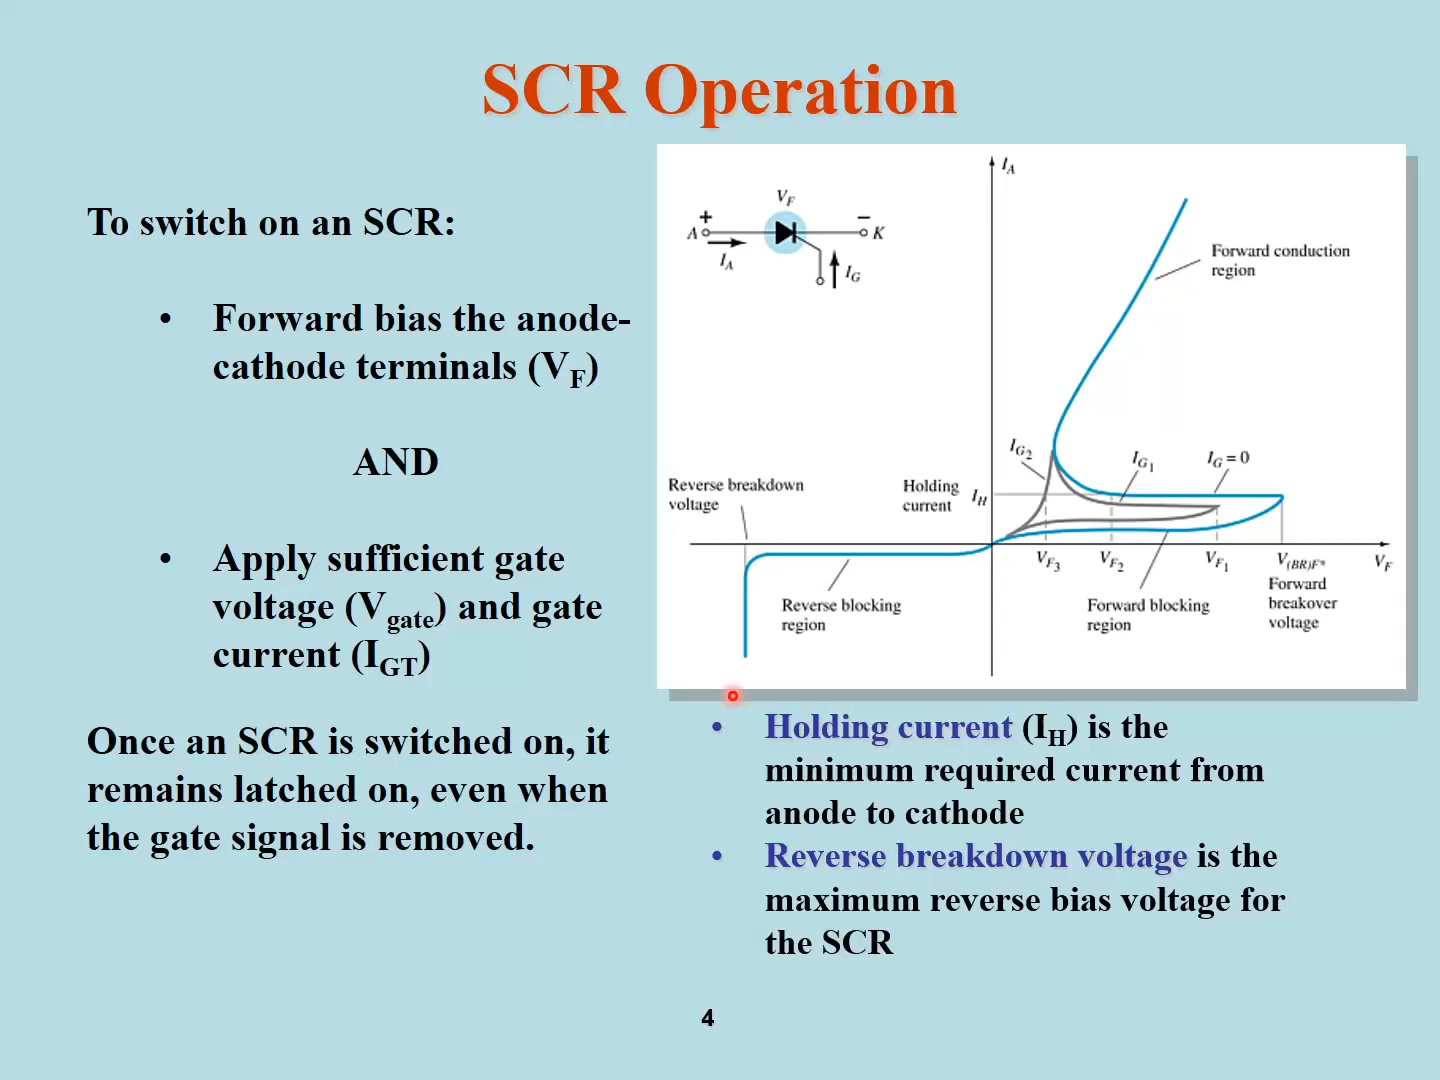 SCR Operation
To switch on an SCR:
• Forward bias the anode-
cathode terminals (V_F)
AND
• Apply sufficient gate
voltage (V_gate) and gate
current (I_GT)
Once an SCR is switched on, it
remains latched on, even when
the gate signal is removed.
I_A
V_F
+
−
A
K
I_A
I_G
Forward conduction
region
I_G2
I_G1
I_G = 0
Reverse breakdown
voltage
Holding
current
I_H
V_F3
V_F2
V_F1
V_(BR)F*
V_F
Forward
breakover
voltage
Reverse blocking
region
Forward blocking
region
• Holding current (I_H) is the
minimum required current from
anode to cathode
• Reverse breakdown voltage is the
maximum reverse bias voltage for
the SCR
4